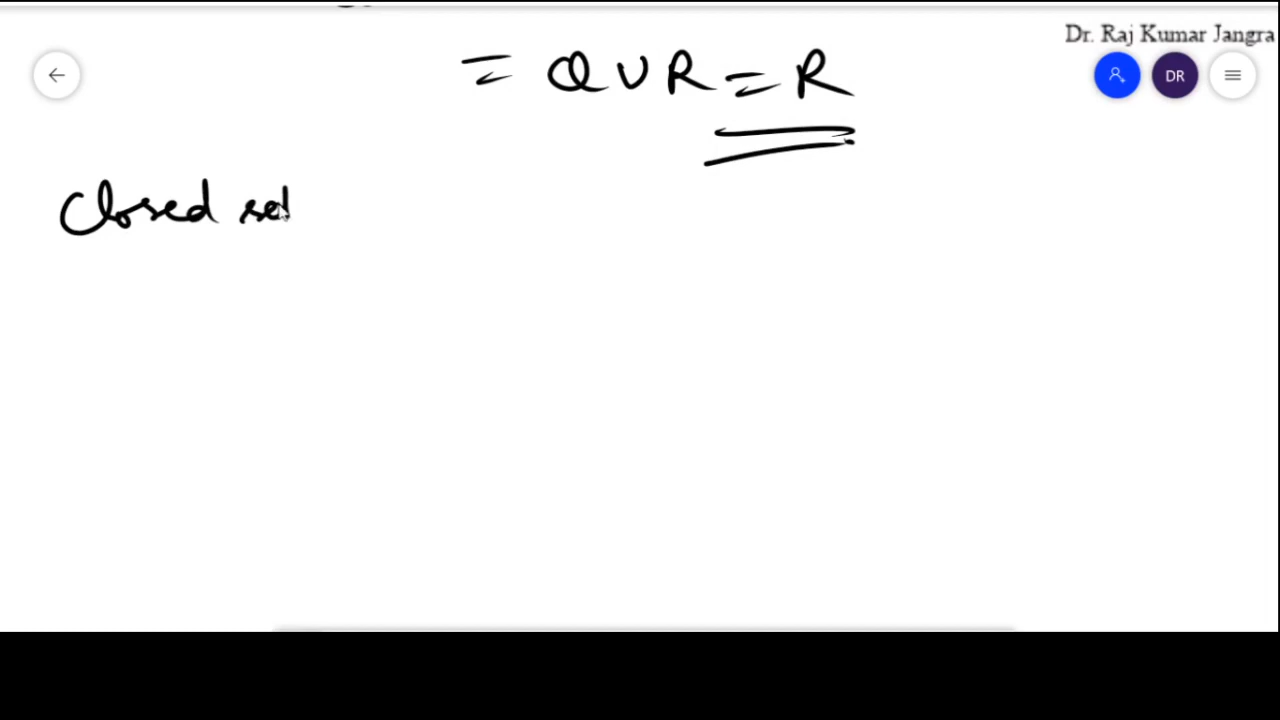 Dr. Raj Kumar Jangra
= Q ∪ R = R
DR
Closed set